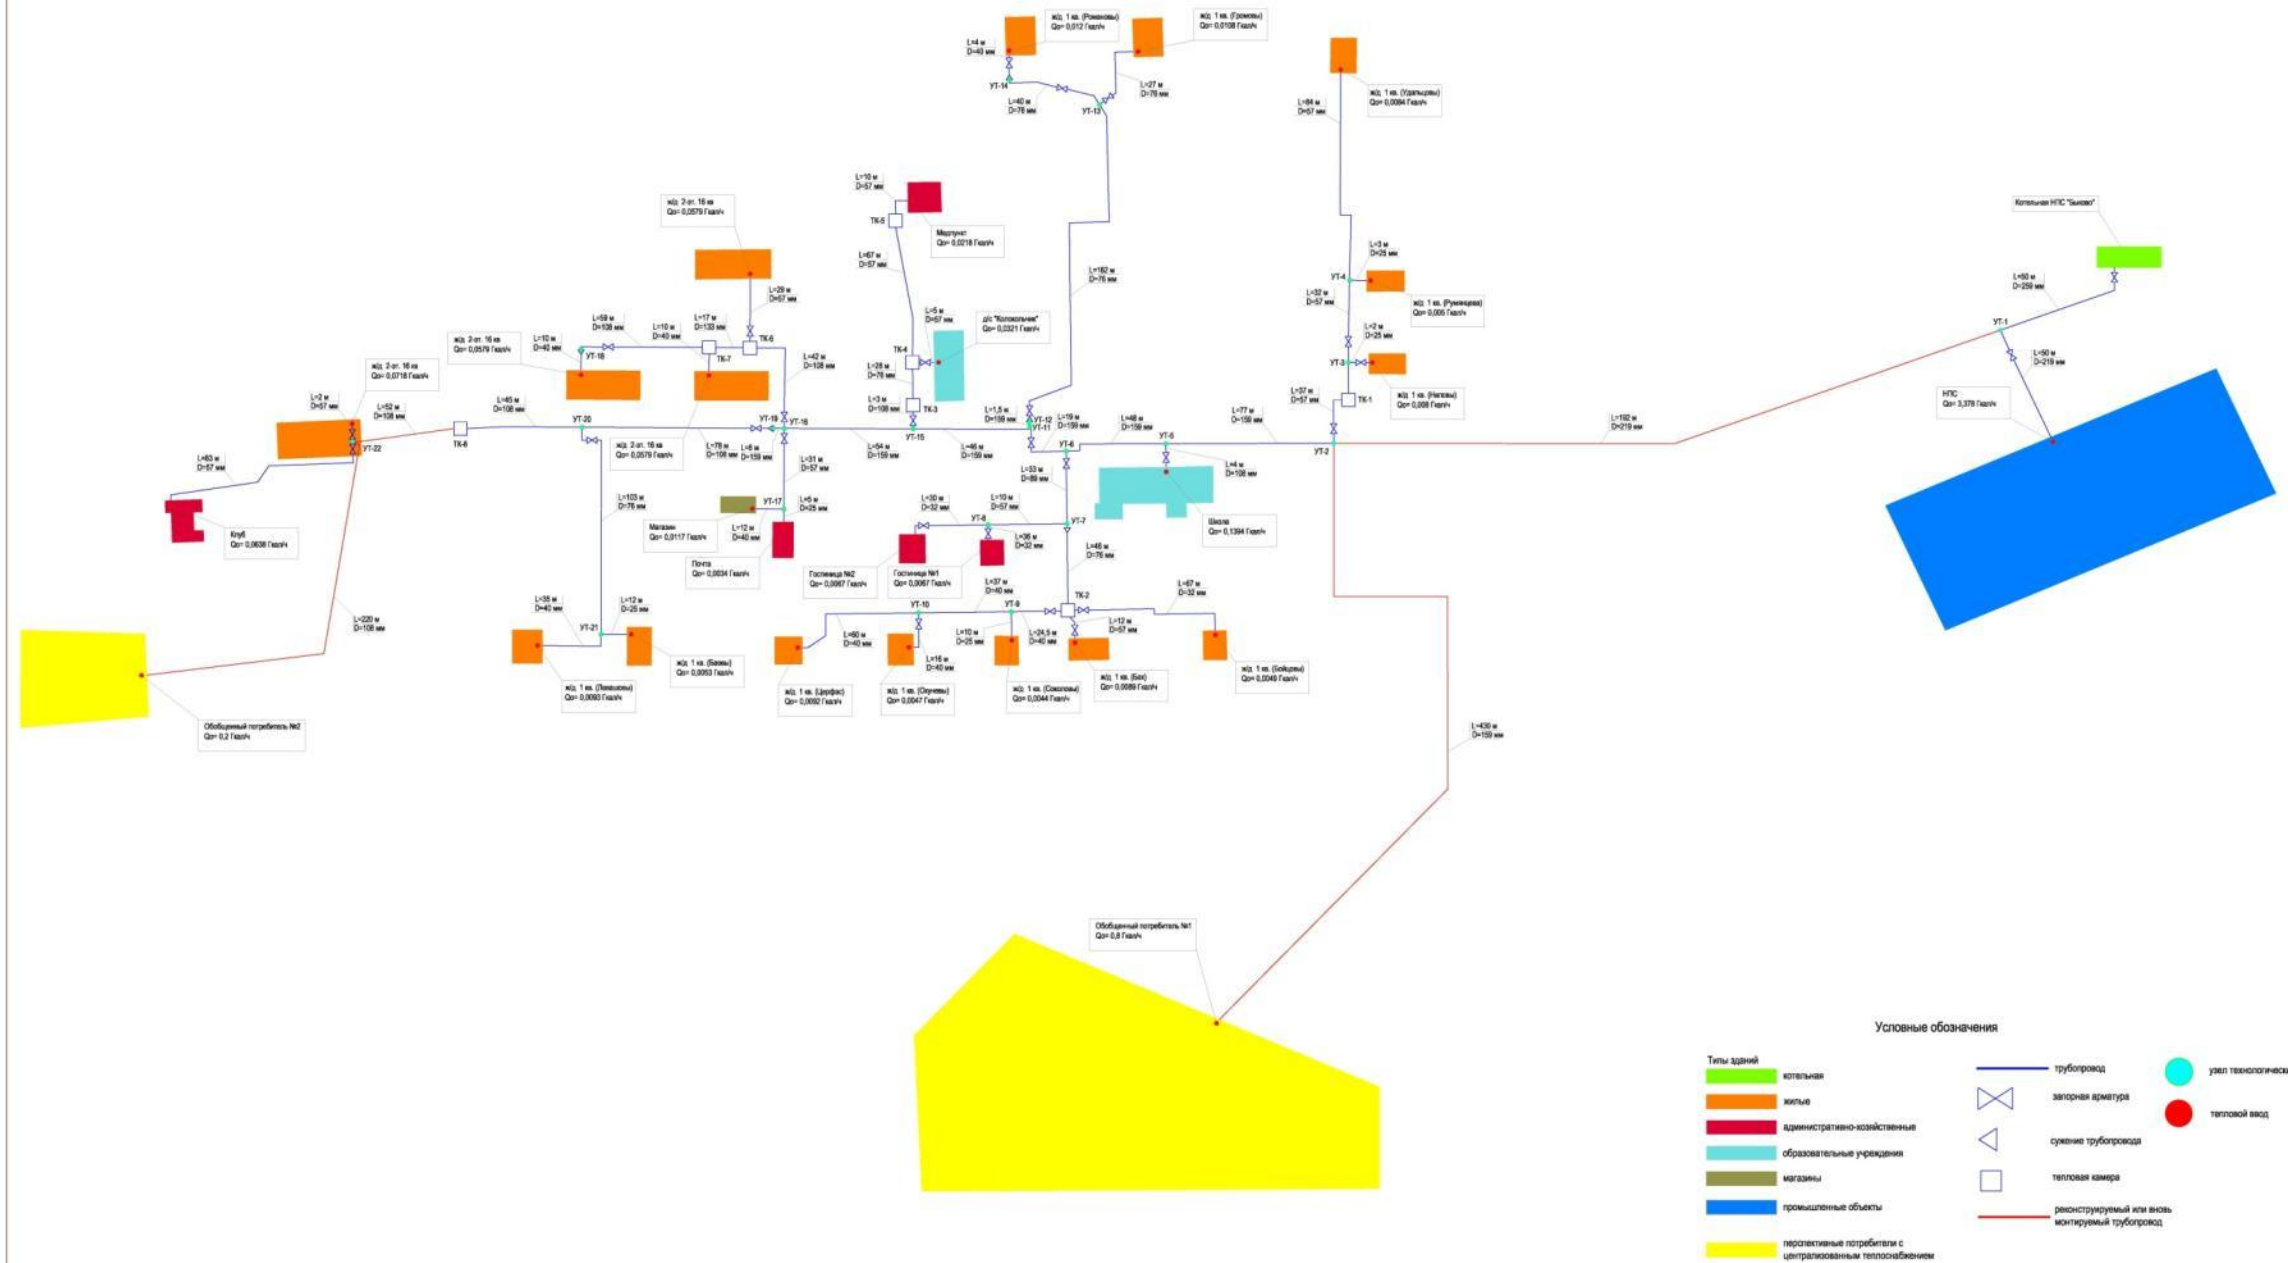 ж/д 1 кв. (Романовы)
Qо= 0,012 Гкал/ч
ж/д 1 кв. (Громовы)
Qо= 0,0108 Гкал/ч
L=4 м
D=40 мм
УТ-14
L=40 м
D=76 мм
УТ-13
L=27 м
D=76 мм
L=84 м
D=57 мм
ж/д 1 кв. (Удальцовы)
Qо= 0,0084 Гкал/ч
L=10 м
D=57 мм
ТК-5
Медпункт
Qо= 0,0218 Гкал/ч
ж/д 2-эт. 16 кв
Qо= 0,0579 Гкал/ч
Котельная НПС "Быково"
L=50 м
D=259 мм
УТ-1
L=50 м
D=219 мм
НПС
Qо= 3,378 Гкал/ч
L=67 м
D=57 мм
L=162 м
D=76 мм
L=3 м
D=25 мм
УТ-4
ж/д 1 кв. (Румянцева)
Qо= 0,005 Гкал/ч
L=32 м
D=57 мм
L=2 м
D=25 мм
УТ-3
ж/д 1 кв. (Ниловы)
Qо= 0,008 Гкал/ч
L=37 м
D=57 мм
ТК-1
L=29 м
D=57 мм
L=17 м
D=133 мм
ТК-6
L=10 м
D=40 мм
ТК-7
L=59 м
D=108 мм
L=10 м
D=40 мм
УТ-18
ж/д 2-эт. 16 кв
Qо= 0,0579 Гкал/ч
ж/д 2-эт. 16 кв
Qо= 0,0718 Гкал/ч
L=5 м
D=57 мм
д/с "Колокольчик"
Qо= 0,0321 Гкал/ч
ТК-4
L=28 м
D=76 мм
L=42 м
D=108 мм
L=3 м
D=108 мм
ТК-3
L=2 м
D=57 мм
L=52 м
D=108 мм
ТК-8
L=45 м
D=108 мм
УТ-20
УТ-19
УТ-16
УТ-15
L=1,5 м
D=159 мм
УТ-12
УТ-11
L=19 м
D=159 мм
УТ-6
L=48 м
D=159 мм
УТ-5
L=77 м
D=159 мм
УТ-2
L=192 м
D=219 мм
УТ-22
L=63 м
D=57 мм
ж/д 2-эт. 16 кв
Qо= 0,0579 Гкал/ч
L=78 м
D=108 мм
L=6 м
D=159 мм
L=54 м
D=159 мм
L=46 м
D=159 мм
L=31 м
D=57 мм
L=33 м
D=89 мм
L=4 м
D=108 мм
Школа
Qо= 0,1394 Гкал/ч
Клуб
Qо= 0,0638 Гкал/ч
L=103 м
D=76 мм
УТ-17
L=5 м
D=25 мм
Магазин
Qо= 0,0117 Гкал/ч
L=12 м
D=40 мм
Почта
Qо= 0,0034 Гкал/ч
L=30 м
D=32 мм
УТ-8
L=10 м
D=57 мм
УТ-7
L=36 м
D=32 мм
Гостиница №2
Qо= 0,0067 Гкал/ч
Гостиница №1
Qо= 0,0067 Гкал/ч
L=46 м
D=76 мм
L=35 м
D=40 мм
L=12 м
D=25 мм
УТ-21
ж/д 1 кв. (Левашовы)
Qо= 0,0093 Гкал/ч
Qо= 0,0053 Гкал/ч
УТ-10
L=37 м
D=40 мм
УТ-9
ТК-2
L=67 м
D=32 мм
L=60 м
D=40 мм
L=16 м
D=40 мм
L=10 м
D=25 мм
L=24,5 м
D=40 мм
L=12 м
D=57 мм
ж/д 1 кв. (Церфас)
Qо= 0,0092 Гкал/ч
ж/д 1 кв. (Окуневы)
Qо= 0,0047 Гкал/ч
ж/д 1 кв. (Соколовы)
Qо= 0,0044 Гкал/ч
ж/д 1 кв. (Бах)
Qо= 0,0089 Гкал/ч
ж/д 1 кв. (Бойцовы)
Qо= 0,0049 Гкал/ч
L=220 м
D=108 мм
Обобщенный потребитель №2
Qо= 0,2 Гкал/ч
L=430 м
D=159 мм
Обобщенный потребитель №1
Qо= 0,8 Гкал/ч
Условные обозначения
Типы зданий
котельная
жилые
административно-хозяйственные
образовательные учреждения
магазины
промышленные объекты
перспективные потребители с
централизованным теплоснабжением
трубопровод
запорная арматура
сужение трубопровода
тепловая камера
реконструируемый или вновь
монтируемый трубопровод
узел технологически
тепловой ввод